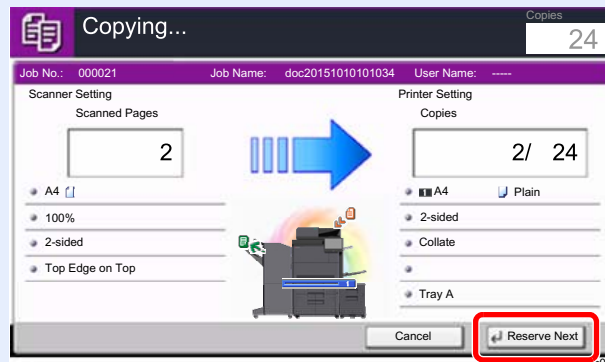 Copying...
Copies
24
Job No.: 000021 Job Name: doc20151010101034 User Name: -----
Scanner Setting Printer Setting
Scanned Pages Copies
2 2/ 24
A4 1 A4 Plain
100% 2-sided
2-sided Collate
Top Edge on Top
Tray A
1
Cancel Reserve Next